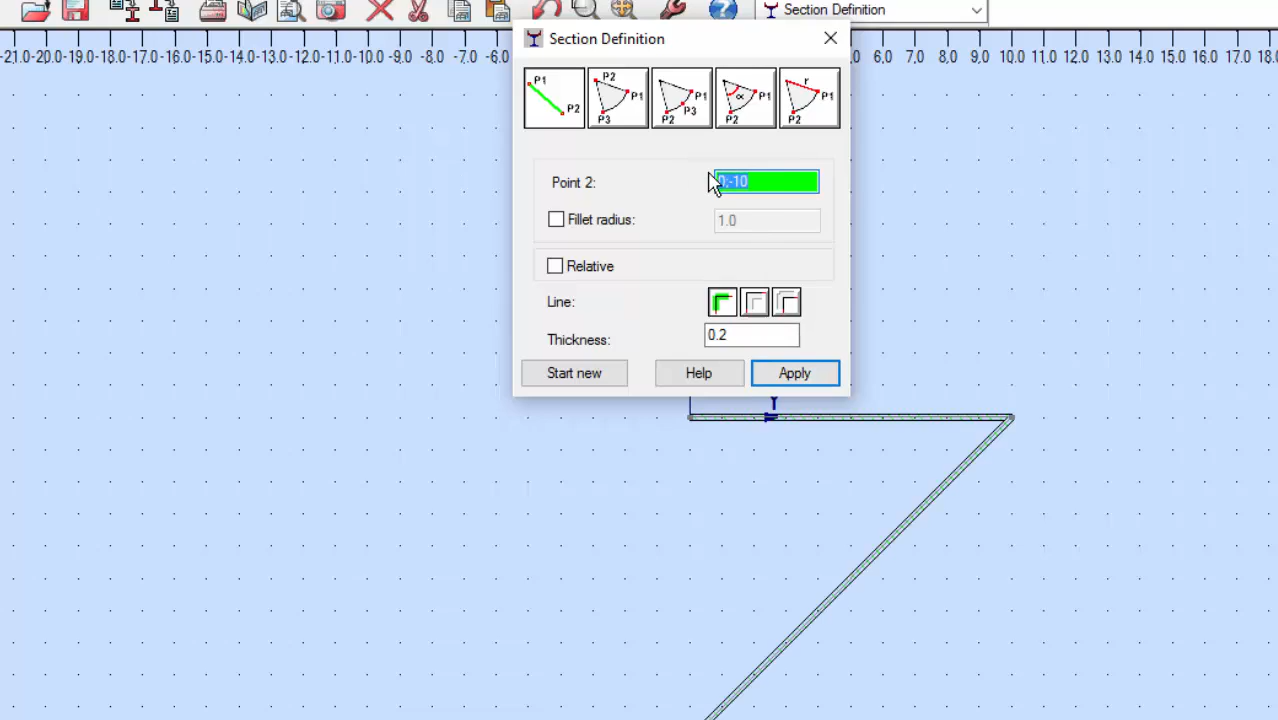 Section Definition
-21.0 -20.0 -19.0 -18.0 -17.0 -16.0 -15.0 -14.0 -13.0 -12.0 -11.0 -10.0 -9.0 -8.0 -7.0 -6.0 6.0 7.0 8.0 9.0 10.0 11.0 12.0 13.0 14.0 15.0 16.0 17.0 18.0
Section Definition
P1 P2
P2 P1 P3
P1 P2 P3
α P1 P2
r P1 P2
Point 2: 0;-10
Fillet radius: 1.0
Relative
Line:
Thickness: 0.2
Start new Help Apply